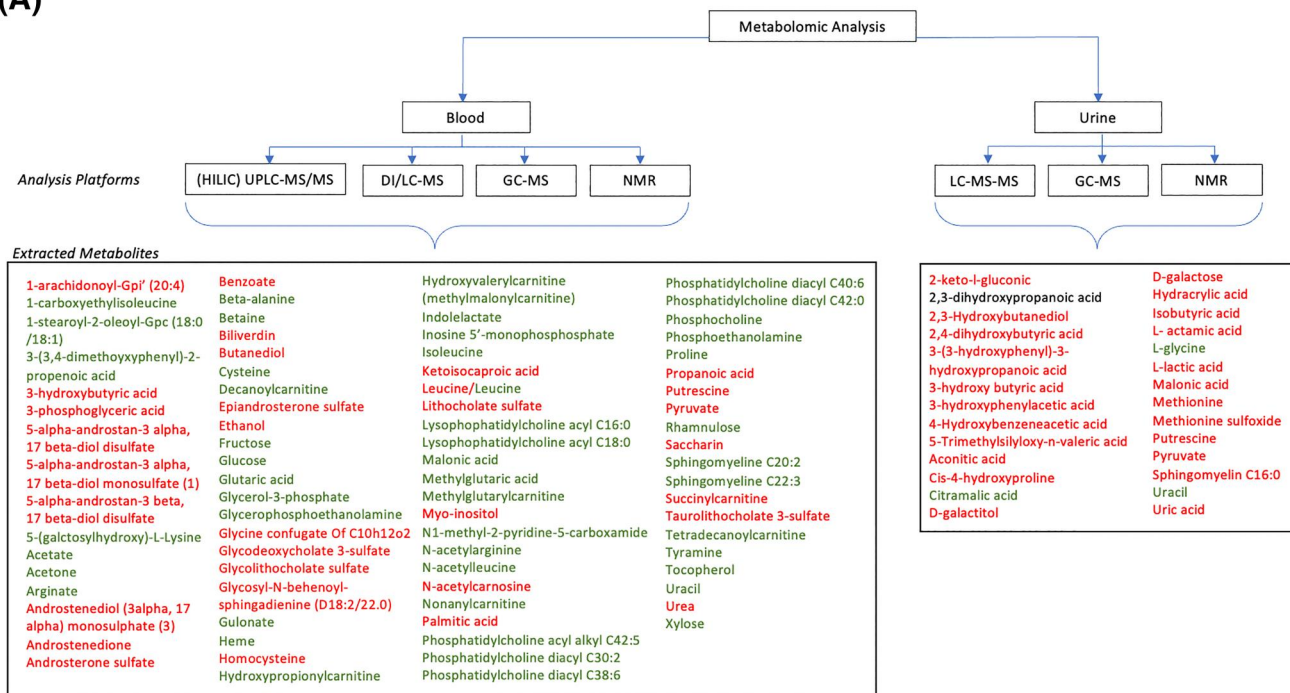 (A)
Metabolomic Analysis
Blood
Urine
Analysis Platforms
(HILIC) UPLC-MS/MS
DI/LC-MS
GC-MS
NMR
LC-MS-MS
GC-MS
NMR
Extracted Metabolites
1-arachidonoyl-Gpi' (20:4)
1-carboxyethylisoleucine
1-stearoyl-2-oleoyl-Gpc (18:0
/18:1)
3-(3,4-dimethoyxyphenyl)-2-
propenoic acid
3-hydroxybutyric acid
3-phosphoglyceric acid
5-alpha-androstan-3 alpha,
17 beta-diol disulfate
5-alpha-androstan-3 alpha,
17 beta-diol monosulfate (1)
5-alpha-androstan-3 beta,
17 beta-diol disulfate
5-(galctosylhydroxy)-L-Lysine
Acetate
Acetone
Arginate
Androstenediol (3alpha, 17
alpha) monosulphate (3)
Androstenedione
Androsterone sulfate
Benzoate
Beta-alanine
Betaine
Biliverdin
Butanediol
Cysteine
Decanoylcarnitine
Epiandrosterone sulfate
Ethanol
Fructose
Glucose
Glutaric acid
Glycerol-3-phosphate
Glycerophosphoethanolamine
Glycine confugate Of C10h12o2
Glycodeoxycholate 3-sulfate
Glycolithocholate sulfate
Glycosyl-N-behenoyl-
sphingadienine (D18:2/22.0)
Gulonate
Heme
Homocysteine
Hydroxypropionylcarnitine
Hydroxyvalerylcarnitine
(methylmalonylcarnitine)
Indolelactate
Inosine 5'-monophosphosphate
Isoleucine
Ketoisocaproic acid
Leucine/Leucine
Lithocholate sulfate
Lysophosphatidylcholine acyl C16:0
Lysophosphatidylcholine acyl C18:0
Malonic acid
Methylglutaric acid
Methylglutarylcarnitine
Myo-inositol
N1-methyl-2-pyridine-5-carboxamide
N-acetylarginine
N-acetylleucine
N-acetylcarnosine
Nonanylcarnitine
Palmitic acid
Phosphatidylcholine acyl alkyl C42:5
Phosphatidylcholine diacyl C30:2
Phosphatidylcholine diacyl C38:6
Phosphatidylcholine diacyl C40:6
Phosphatidylcholine diacyl C42:0
Phosphocholine
Phosphoethanolamine
Proline
Propanoic acid
Putrescine
Pyruvate
Rhamnulose
Saccharin
Sphingomyeline C20:2
Sphingomyeline C22:3
Succinylcarnitine
Taurolithocholate 3-sulfate
Tetradecanoylcarnitine
Tyramine
Tocopherol
Uracil
Urea
Xylose
2-keto-l-gluconic
2,3-dihydroxypropanoic acid
2,3-Hydroxybutanediol
2,4-dihydroxybutyric acid
3-(3-hydroxyphenyl)-3-
hydroxypropanoic acid
3-hydroxy butyric acid
3-hydroxyphenylacetic acid
4-Hydroxybenzeneacetic acid
5-Trimethylsilyloxy-n-valeric acid
Aconitic acid
Cis-4-hydroxyproline
Citramalic acid
D-galactitol
D-galactose
Hydracrylic acid
Isobutyric acid
L- actamic acid
L-glycine
L-lactic acid
Malonic acid
Methionine
Methionine sulfoxide
Putrescine
Pyruvate
Sphingomyelin C16:0
Uracil
Uric acid